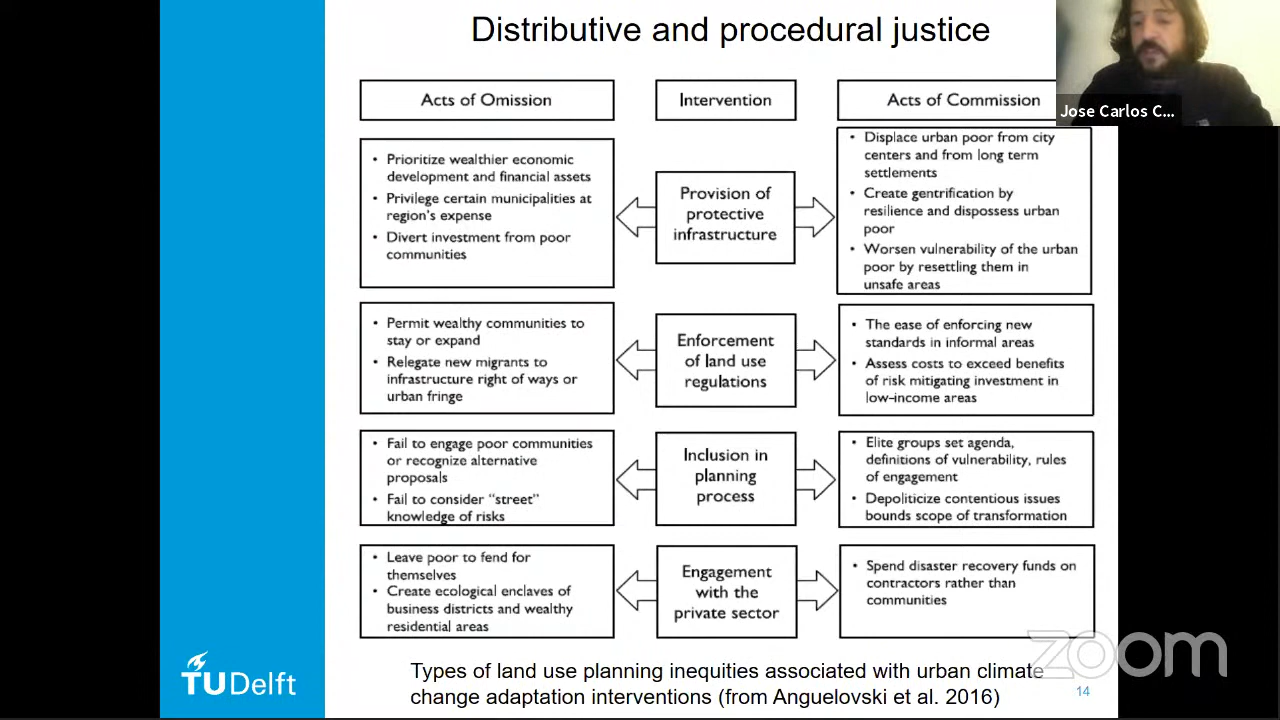 Distributive and procedural justice
Jose Carlos C...
Acts of Omission
Intervention
Acts of Commission
• Prioritize wealthier economic
development and financial assets
• Privilege certain municipalities at
region's expense
• Divert investment from poor
communities
Provision of
protective
infrastructure
• Displace urban poor from city
centers and from long term
settlements
• Create gentrification by
resilience and dispossess urban
poor
• Worsen vulnerability of the urban
poor by resettling them in
unsafe areas
• Permit wealthy communities to
stay or expand
• Relegate new migrants to
infrastructure right of ways or
urban fringe
Enforcement
of land use
regulations
• The ease of enforcing new
standards in informal areas
• Assess costs to exceed benefits
of risk mitigating investment in
low-income areas
• Fail to engage poor communities
or recognize alternative
proposals
• Fail to consider "street"
knowledge of risks
Inclusion in
planning
process
• Elite groups set agenda,
definitions of vulnerability, rules
of engagement
• Depoliticize contentious issues
bounds scope of transformation
• Leave poor to fend for
themselves
• Create ecological enclaves of
business districts and wealthy
residential areas
Engagement
with the
private sector
• Spend disaster recovery funds on
contractors rather than
communities
zoom
TUDelft
Types of land use planning inequities associated with urban climate
change adaptation interventions (from Anguelovski et al. 2016)
14